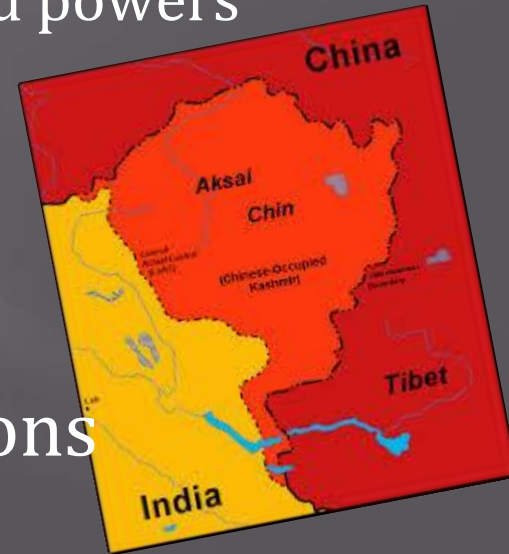 d powers
China
Aksai
Chin
(Chinese-Occupied
Kashmir)
Tibet
ons
India